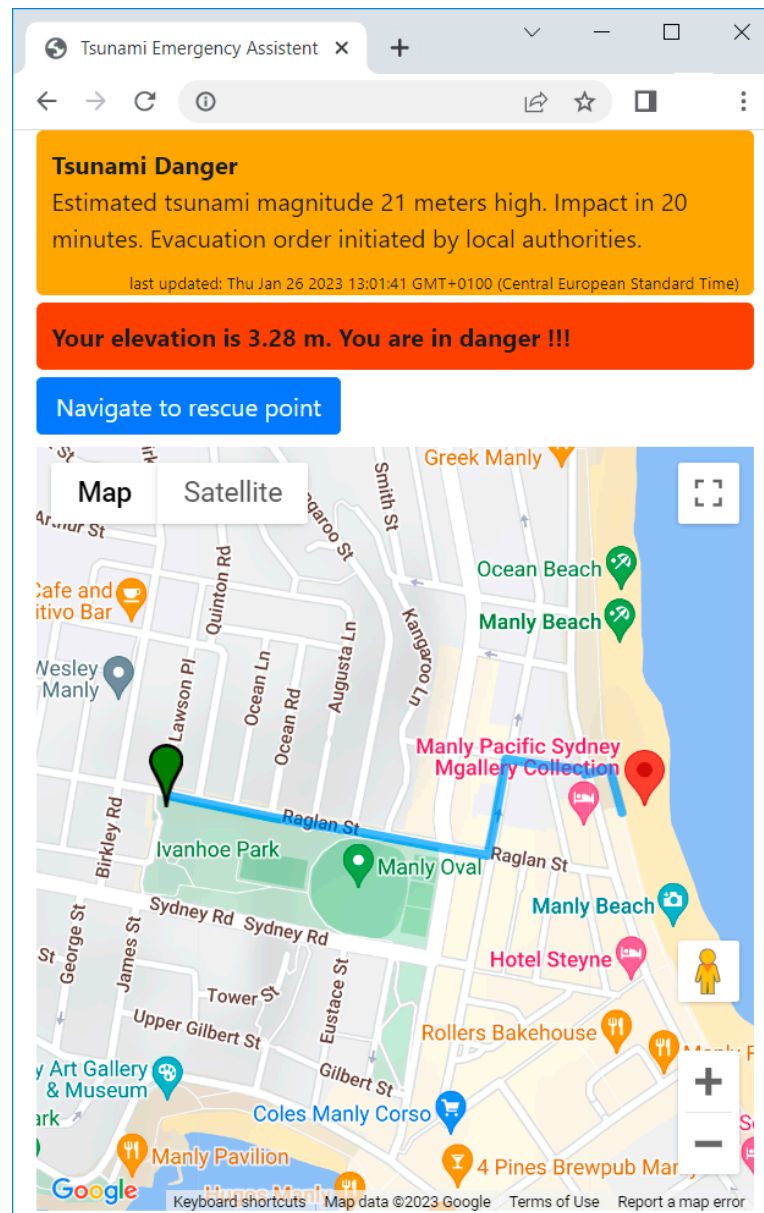 Tsunami Emergency Assistent
Tsunami Danger
Estimated tsunami magnitude 21 meters high. Impact in 20
minutes. Evacuation order initiated by local authorities.
last updated: Thu Jan 26 2023 13:01:41 GMT+0100 (Central European Standard Time)
Your elevation is 3.28 m. You are in danger !!!
Navigate to rescue point
Map
Satellite
Greek Manly
Smith St
Quinton Rd
Ocean Beach
Manly Beach
Kangaroo Ln
Augusta Ln
Ocean Ln
Ocean Rd
Lawson Pl
Cafe and
Wesley
Manly
Manly Pacific Sydney
Mgallery Collection
Raglan St
Birkley Rd
Ivanhoe Park
Manly Oval
Raglan St
Manly Beach
Sydney Rd
Sydney Rd
George St
James St
St
Hotel Steyne
Tower St
Eustace St
Upper Gilbert St
Rollers Bakehouse
Gilbert St
y Art Gallery
& Museum
Coles Manly Corso
ark
Manly Pavilion
4 Pines Brewpub Manly
Google
Keyboard shortcuts
Map data ©2023 Google
Terms of Use
Report a map error